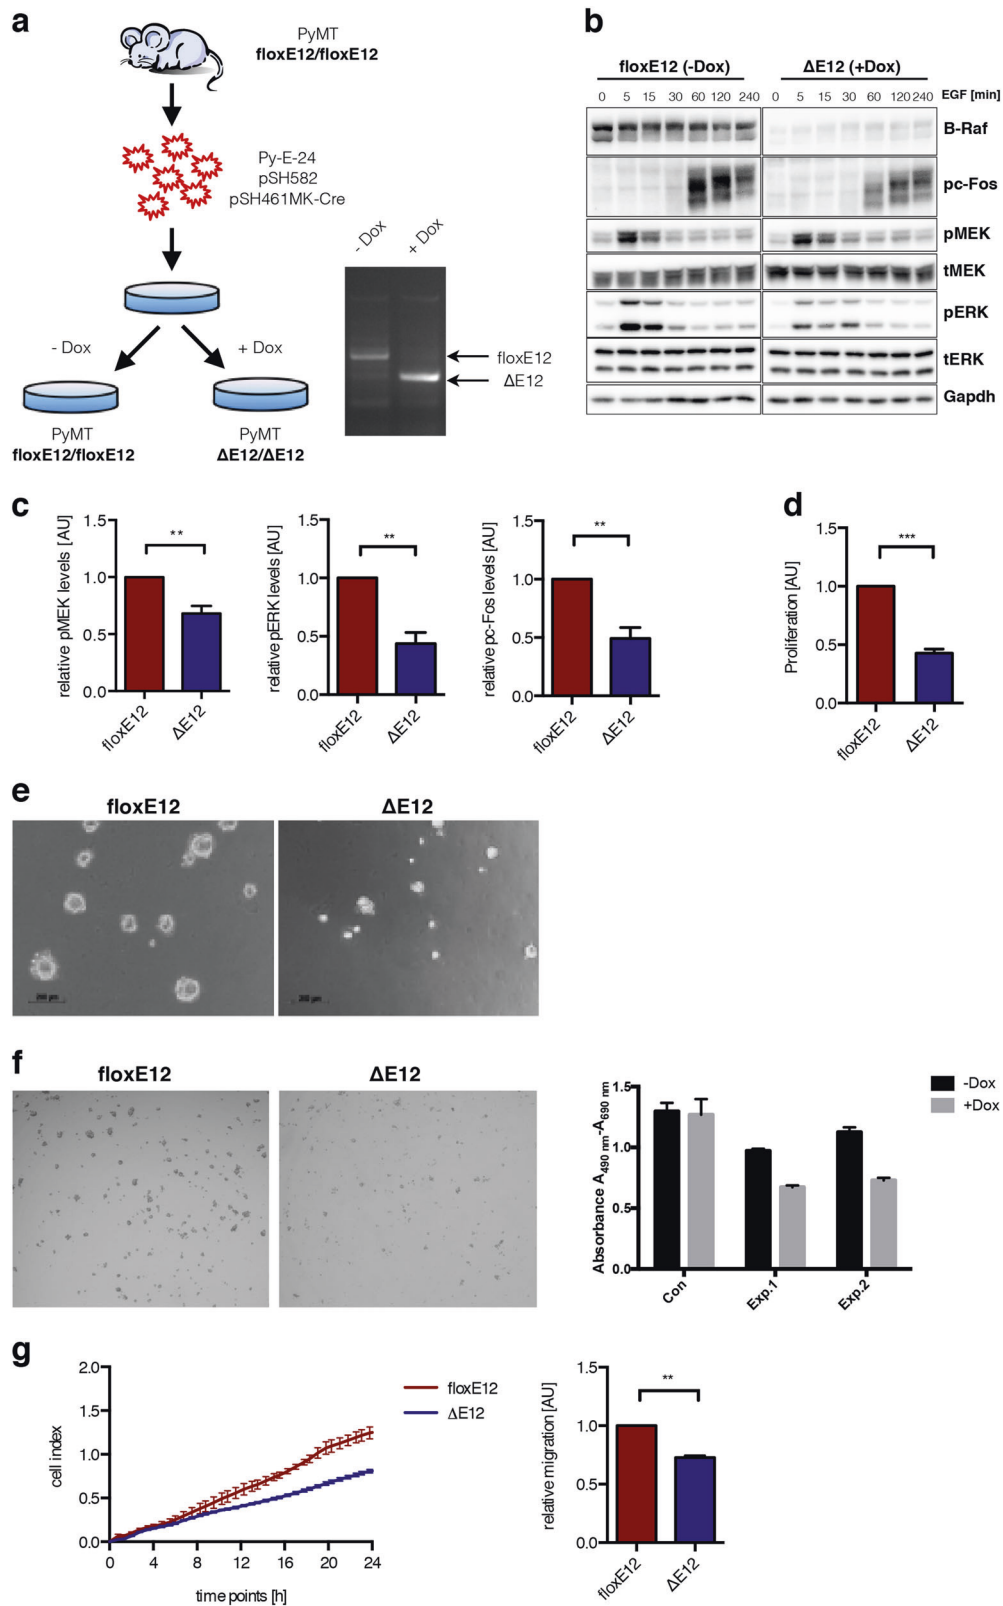 a
PyMT
floxE12/floxE12
Py-E-24
pSH582
pSH461MK-Cre
- Dox
+ Dox
- Dox
+ Dox
floxE12
ΔE12
PyMT
floxE12/floxE12
PyMT
ΔE12/ΔE12
b
floxE12 (-Dox)
ΔE12 (+Dox)
0 5 15 30 60 120 240
0 5 15 30 60 120 240
EGF [min]
B-Raf
pc-Fos
pMEK
tMEK
pERK
tERK
Gapdh
c
relative pMEK levels [AU]
1.5
1.0
0.5
0.0
**
floxE12
ΔE12
relative pERK levels [AU]
1.5
1.0
0.5
0.0
**
floxE12
ΔE12
relative pc-Fos levels [AU]
1.5
1.0
0.5
0.0
**
floxE12
ΔE12
d
Proliferation [AU]
1.5
1.0
0.5
0.0
***
floxE12
ΔE12
e
floxE12
ΔE12
200 µm
200 µm
f
floxE12
ΔE12
Absorbance A490 nm-A690 nm
1.5
1.0
0.5
0.0
Con
Exp.1
Exp.2
-Dox
+Dox
g
cell index
2.0
1.5
1.0
0.5
0.0
0 4 8 12 16 20 24
time points [h]
floxE12
ΔE12
relative migration [AU]
1.5
1.0
0.5
0.0
**
floxE12
ΔE12